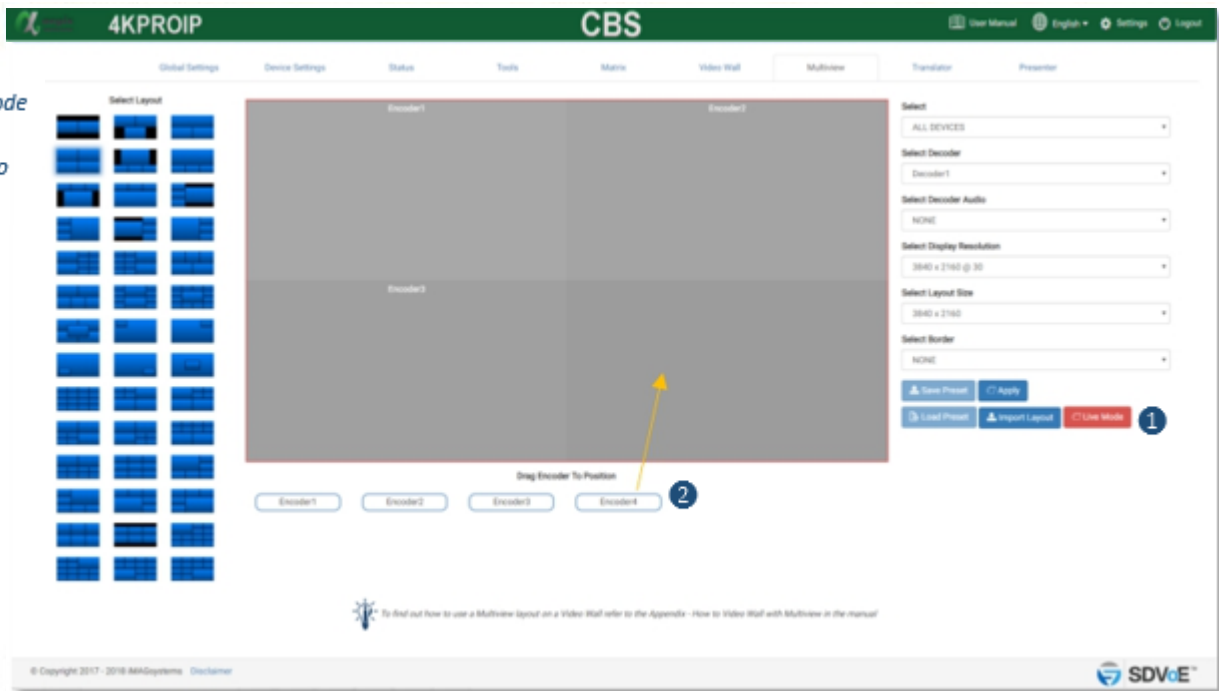 4KPROIP
CBS
User Manual English Settings Logout
Global Settings Device Settings Status Tools Matrix Video Wall Multiview Translator Presenter
ode
Select Layout
Encoder1 Encoder2
Encoder3
Select
ALL DEVICES
Select Decoder
Decoder1
Select Decoder Audio
NONE
Select Display Resolution
3840 x 2160 @ 30
Select Layout Size
3840 x 2160
Select Border
NONE
Save Preset Apply
Load Preset Import Layout Live Mode 1
Drag Encoder To Position
Encoder1 Encoder2 Encoder3 Encoder4 2
To find out how to use a Multiview layout on a Video Wall refer to the Appendix - How to Video Wall with Multiview in the manual
© Copyright 2017 - 2018 iMAGsystems Disclaimer
SDVoE™